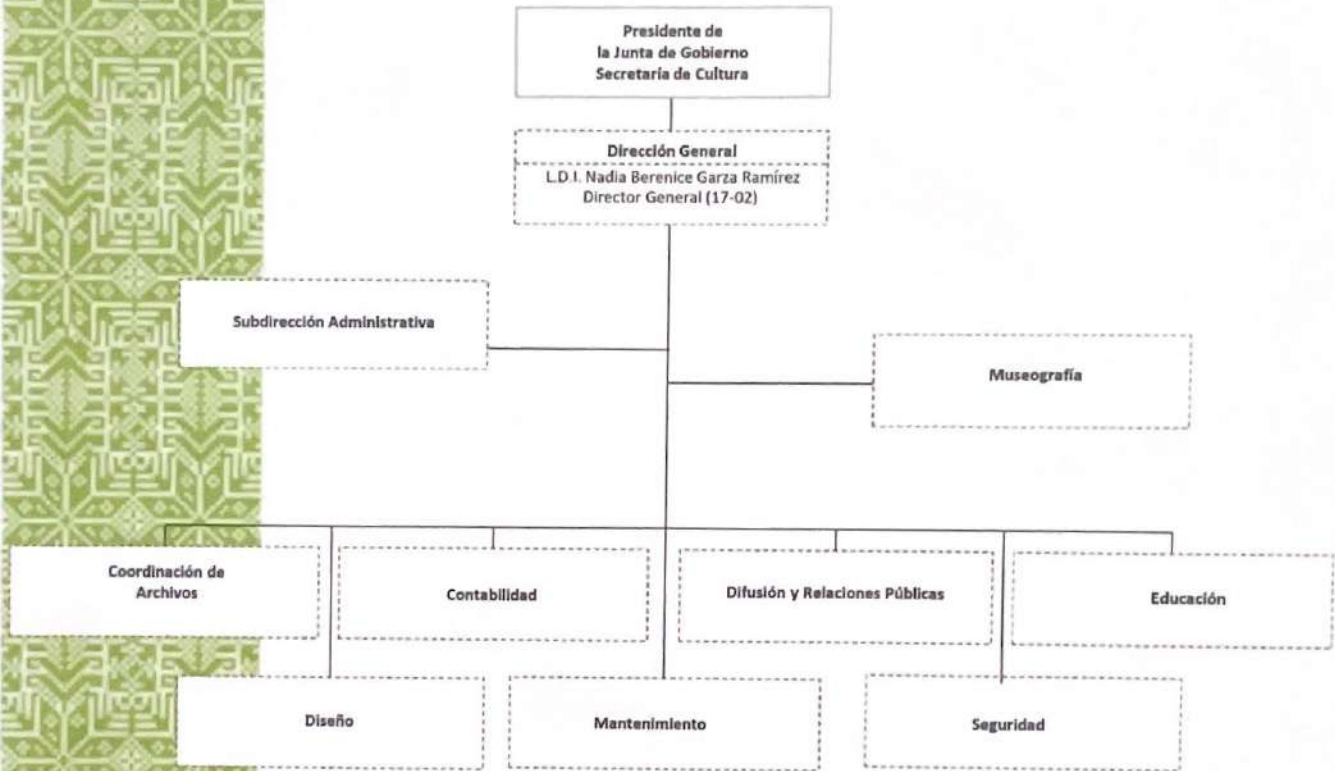 Presidente de
la Junta de Gobierno
Secretaria de Cultura
Dirección General
L.D.I. Nadia Berenice Garza Ramírez
Director General (17-02)
Subdirección Administrativa
Museografía
Coordinación de
Archivos
Contabilidad
Difusión y Relaciones Públicas
Educación
Diseño
Mantenimiento
Seguridad